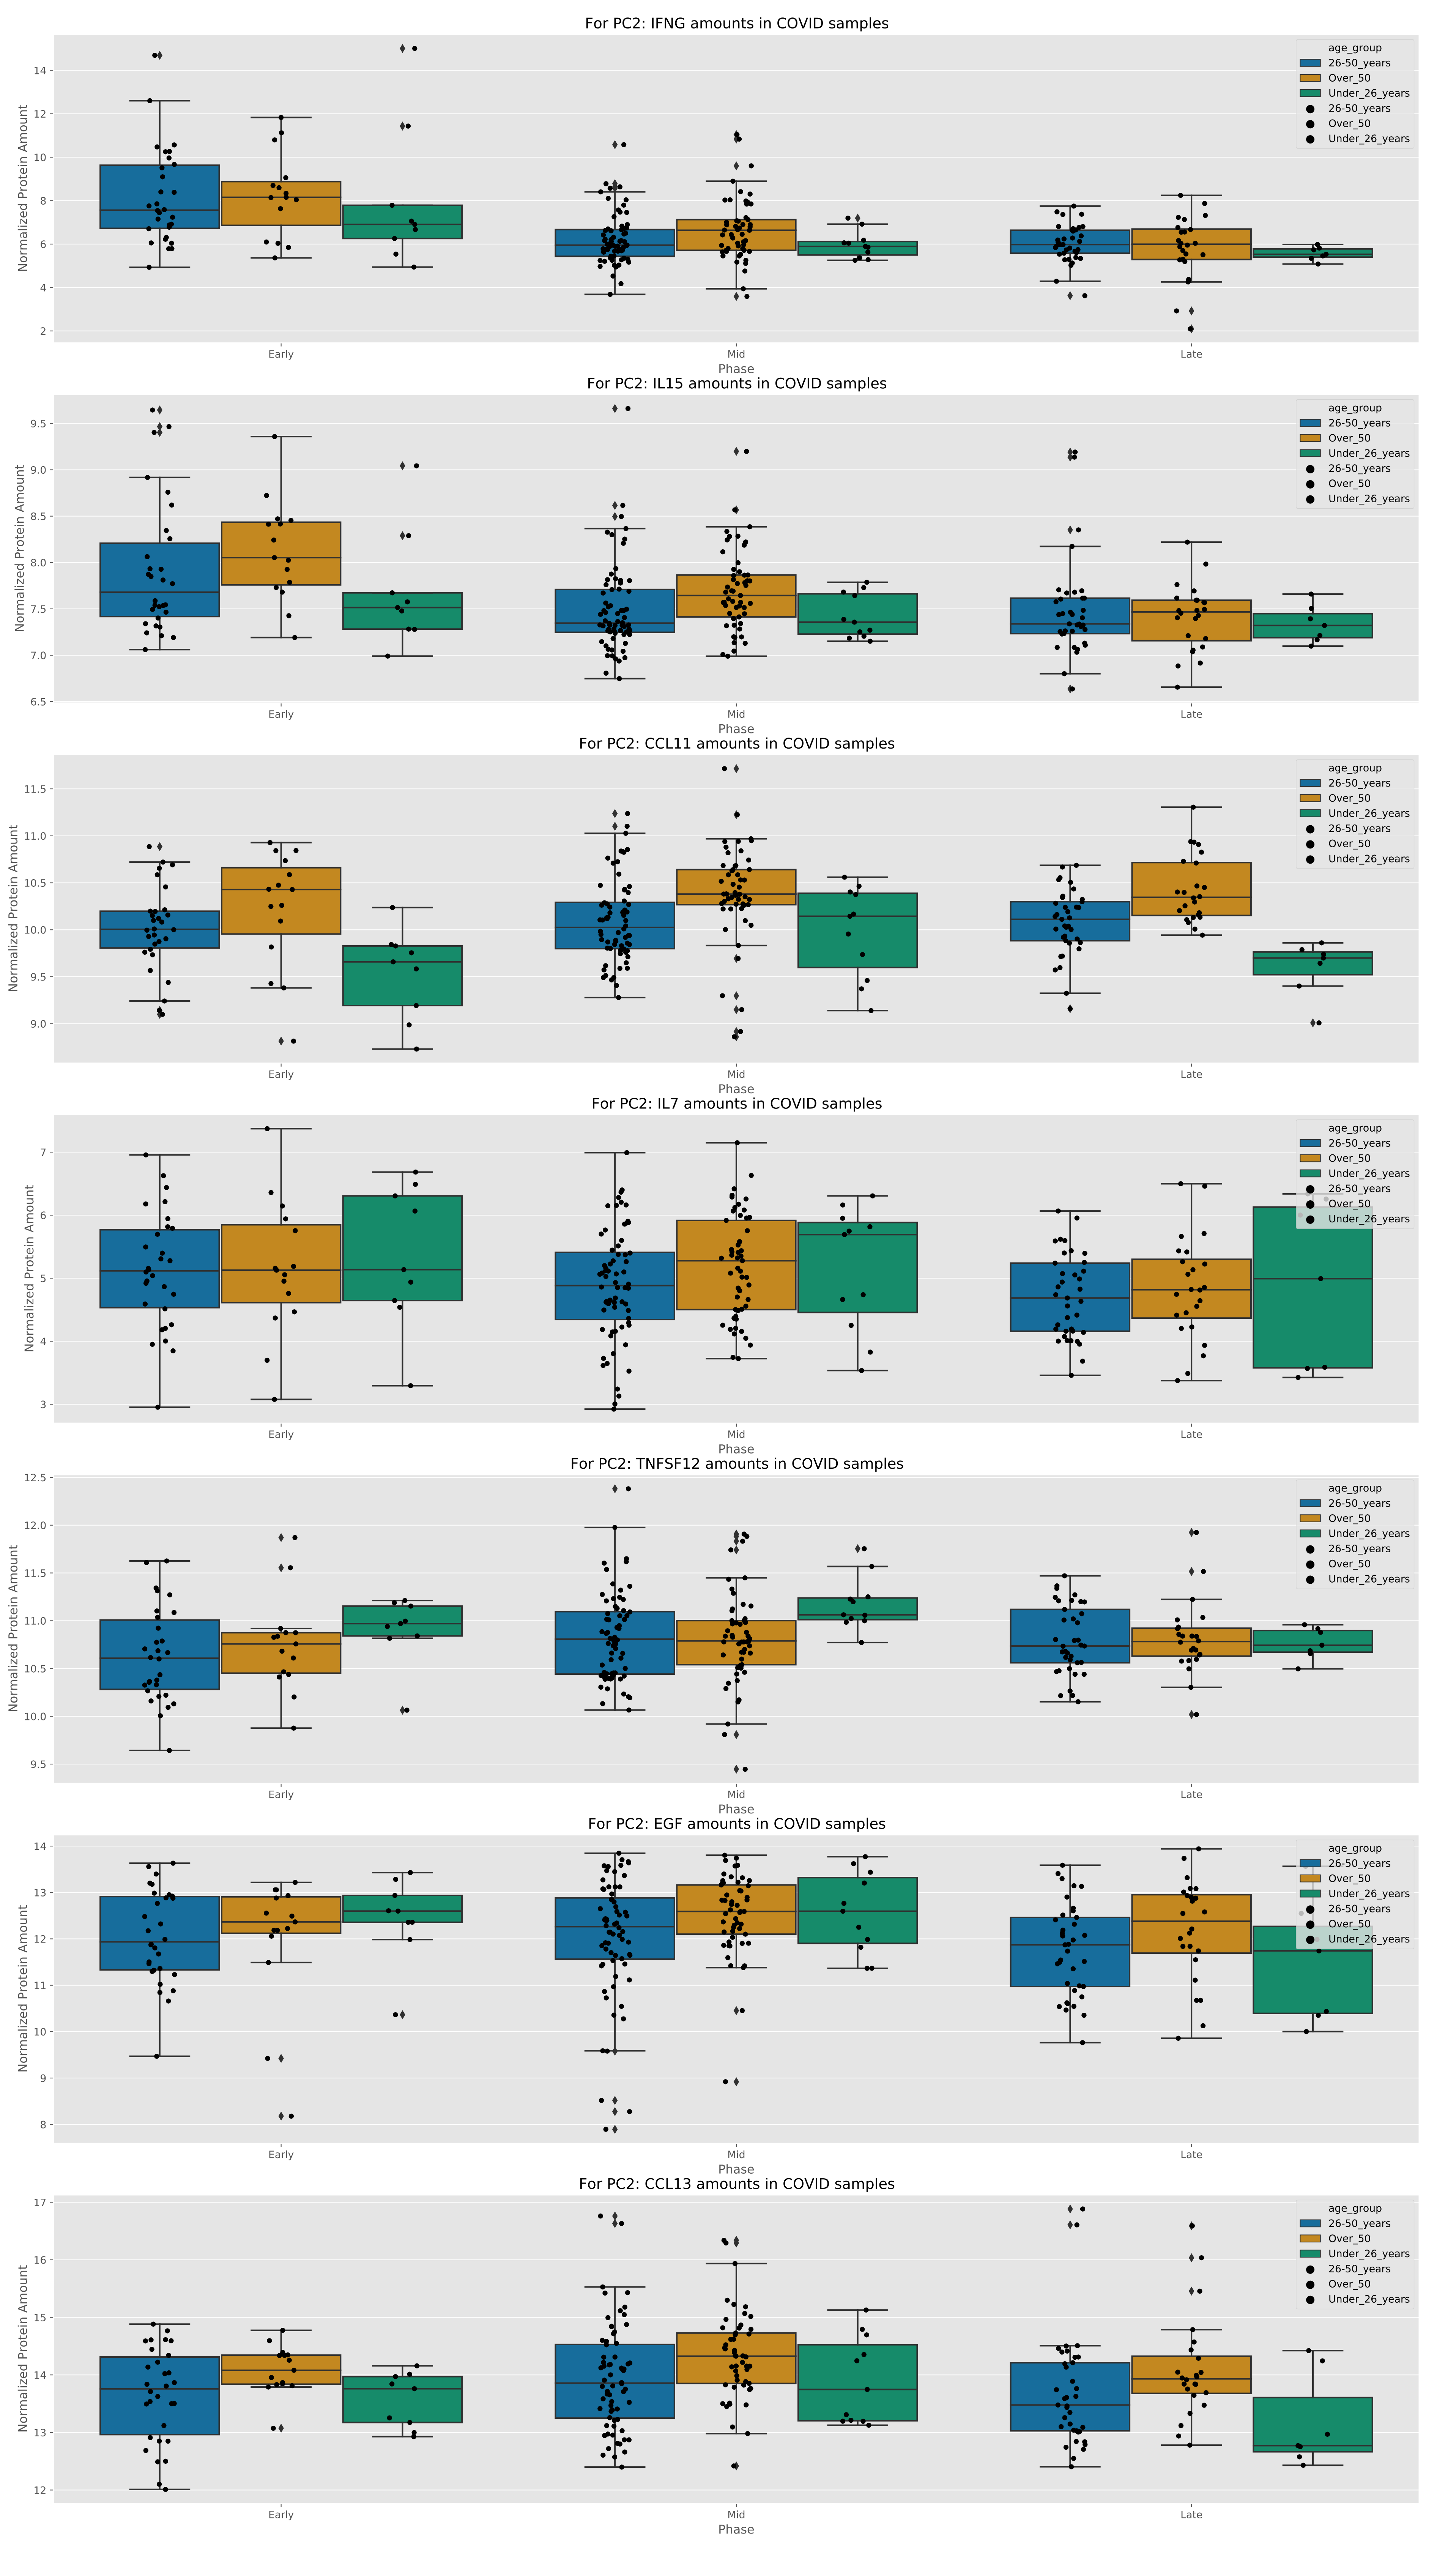 For PC2: IFNG amounts in COVID samples
Normalized Protein Amount
14
12
10
8
6
4
2
age_group
26-50_years
Over_50
Under_26_years
26-50_years
Over_50
Under_26_years
Early
Mid
Late
Phase
For PC2: IL15 amounts in COVID samples
Normalized Protein Amount
9.5
9.0
8.5
8.0
7.5
7.0
6.5
age_group
26-50_years
Over_50
Under_26_years
26-50_years
Over_50
Under_26_years
Early
Mid
Late
Phase
For PC2: CCL11 amounts in COVID samples
Normalized Protein Amount
11.5
11.0
10.5
10.0
9.5
9.0
age_group
26-50_years
Over_50
Under_26_years
26-50_years
Over_50
Under_26_years
Early
Mid
Late
Phase
For PC2: IL7 amounts in COVID samples
Normalized Protein Amount
7
6
5
4
3
age_group
26-50_years
Over_50
Under_26_years
26-50_years
Over_50
Under_26_years
Early
Mid
Late
Phase
For PC2: TNFSF12 amounts in COVID samples
Normalized Protein Amount
12.5
12.0
11.5
11.0
10.5
10.0
9.5
age_group
26-50_years
Over_50
Under_26_years
26-50_years
Over_50
Under_26_years
Early
Mid
Late
Phase
For PC2: EGF amounts in COVID samples
Normalized Protein Amount
14
13
12
11
10
9
8
age_group
26-50_years
Over_50
Under_26_years
26-50_years
Over_50
Under_26_years
Early
Mid
Late
Phase
For PC2: CCL13 amounts in COVID samples
Normalized Protein Amount
17
16
15
14
13
12
age_group
26-50_years
Over_50
Under_26_years
26-50_years
Over_50
Under_26_years
Early
Mid
Late
Phase